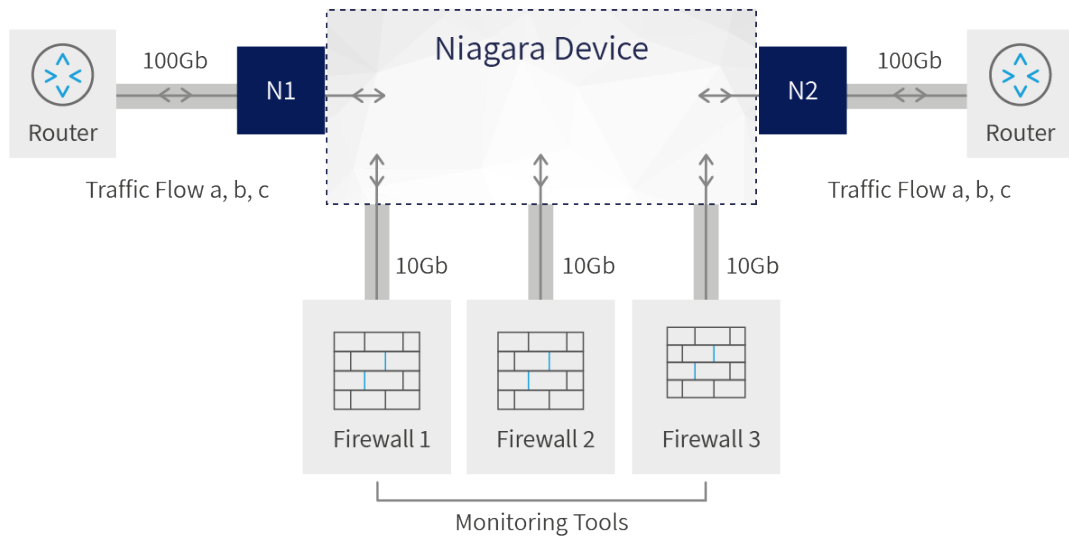 Niagara Device
100Gb
N1
N2
100Gb
Router
Router
Traffic Flow a, b, c
Traffic Flow a, b, c
10Gb
10Gb
10Gb
Firewall 1
Firewall 2
Firewall 3
Monitoring Tools